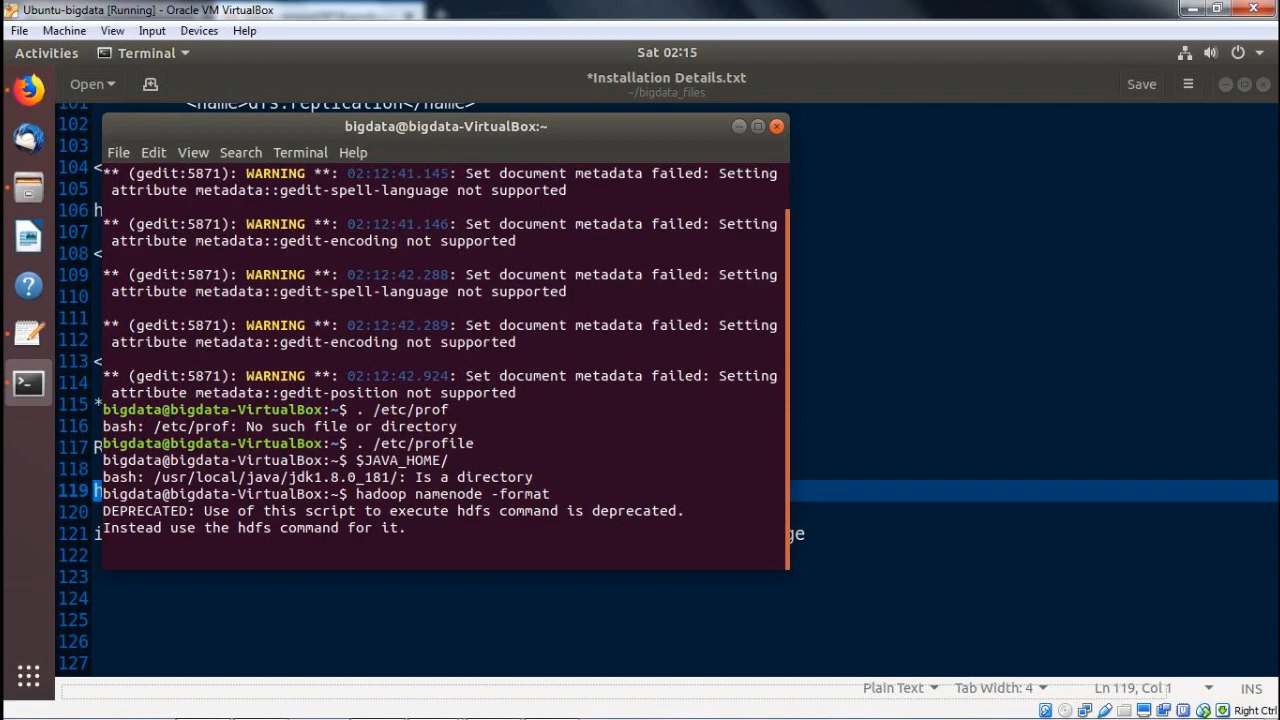 Ubuntu-bigdata [Running] - Oracle VM VirtualBox
File Machine View Input Devices Help
Activities Terminal Sat 02:15
Open *Installation Details.txt Save
~/bigdata_files
101 <name>dfs.replication</name>
102
bigdata@bigdata-VirtualBox:~
103
File Edit View Search Terminal Help
104 <
** (gedit:5871): WARNING **: 02:12:41.145: Set document metadata failed: Setting
105
attribute metadata::gedit-spell-language not supported
106 h
** (gedit:5871): WARNING **: 02:12:41.146: Set document metadata failed: Setting
107
attribute metadata::gedit-encoding not supported
108 <
109
** (gedit:5871): WARNING **: 02:12:42.288: Set document metadata failed: Setting
110
attribute metadata::gedit-spell-language not supported
111
** (gedit:5871): WARNING **: 02:12:42.289: Set document metadata failed: Setting
112
attribute metadata::gedit-encoding not supported
113 <
** (gedit:5871): WARNING **: 02:12:42.924: Set document metadata failed: Setting
114
attribute metadata::gedit-position not supported
115 *
bigdata@bigdata-VirtualBox:~$ . /etc/prof
116
bash: /etc/prof: No such file or directory
bigdata@bigdata-VirtualBox:~$ . /etc/profile
117 R
bigdata@bigdata-VirtualBox:~$ $JAVA_HOME/
118
bash: /usr/local/java/jdk1.8.0_181/: Is a directory
119 h
bigdata@bigdata-VirtualBox:~$ hadoop namenode -format
120
DEPRECATED: Use of this script to execute hdfs command is deprecated.
Instead use the hdfs command for it.
121 i ge
122
123
124
125
126
127
Plain Text Tab Width: 4 Ln 119, Col 1 INS
Right Ctrl